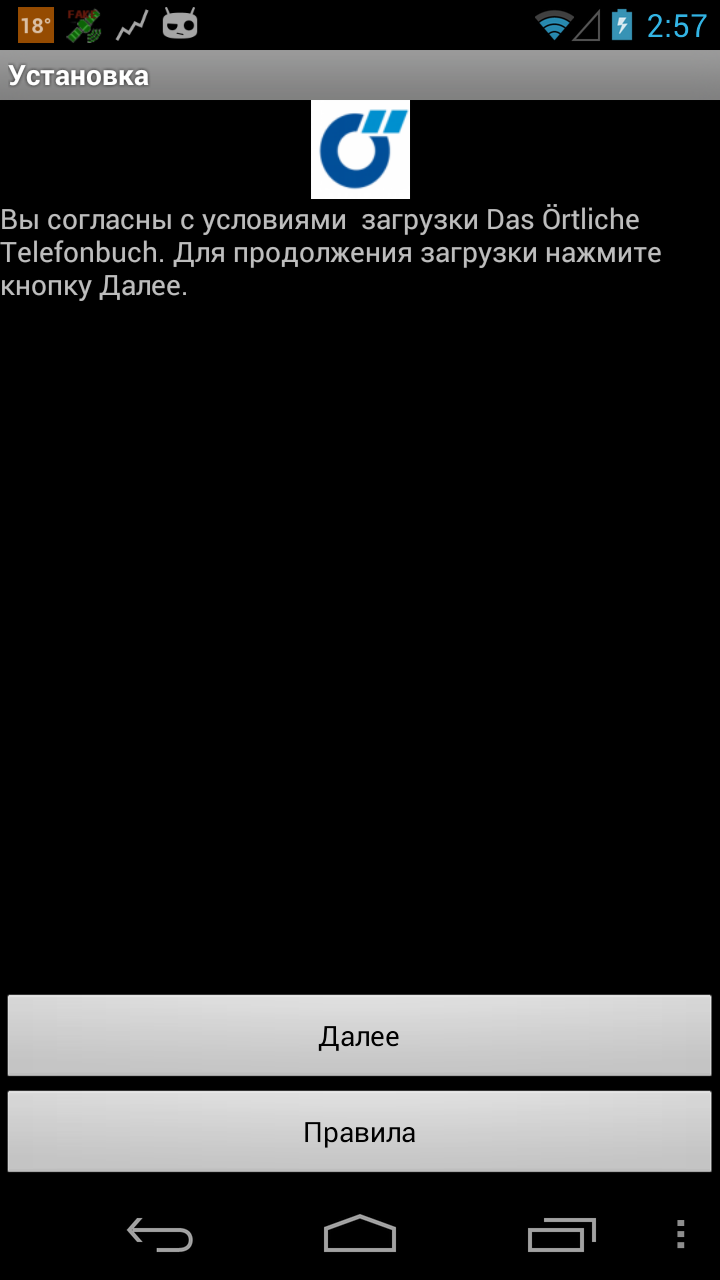 18°
FAKE
2:57
Установка
Вы согласны с условиями  загрузки Das Örtliche
Telefonbuch. Для продолжения загрузки нажмите
кнопку Далее.
Далее
Правила